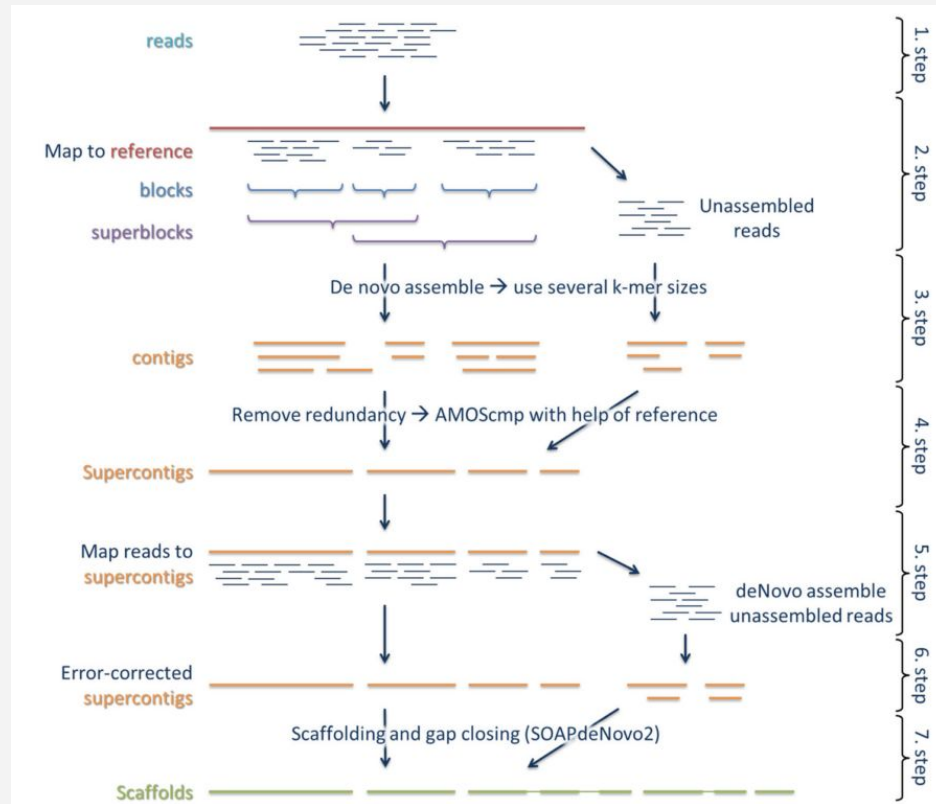 reads
1. step
Map to reference
blocks
superblocks
Unassembled
reads
2. step
De novo assemble → use several k-mer sizes
contigs
3. step
Remove redundancy → AMOScmp with help of reference
Supercontigs
4. step
Map reads to
supercontigs
deNovo assemble
unassembled reads
5. step
Error-corrected
supercontigs
6. step
Scaffolding and gap closing (SOAPdeNovo2)
Scaffolds
7. step